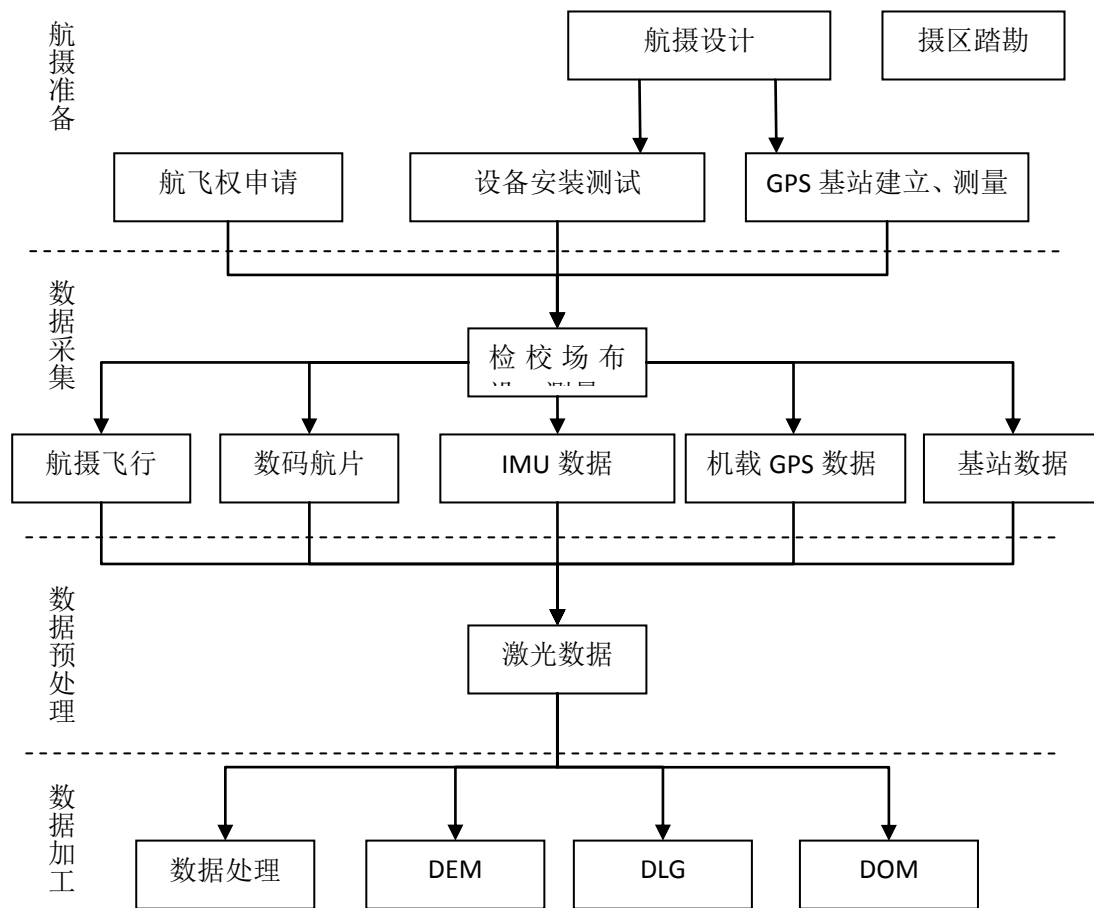 航摄准备
航摄设计
摄区踏勘
航飞权申请
设备安装测试
GPS 基站建立、测量
数据采集
检校场布
航摄飞行
数码航片
IMU 数据
机载 GPS 数据
基站数据
数据预处理
激光数据
数据加工
数据处理
DEM
DLG
DOM